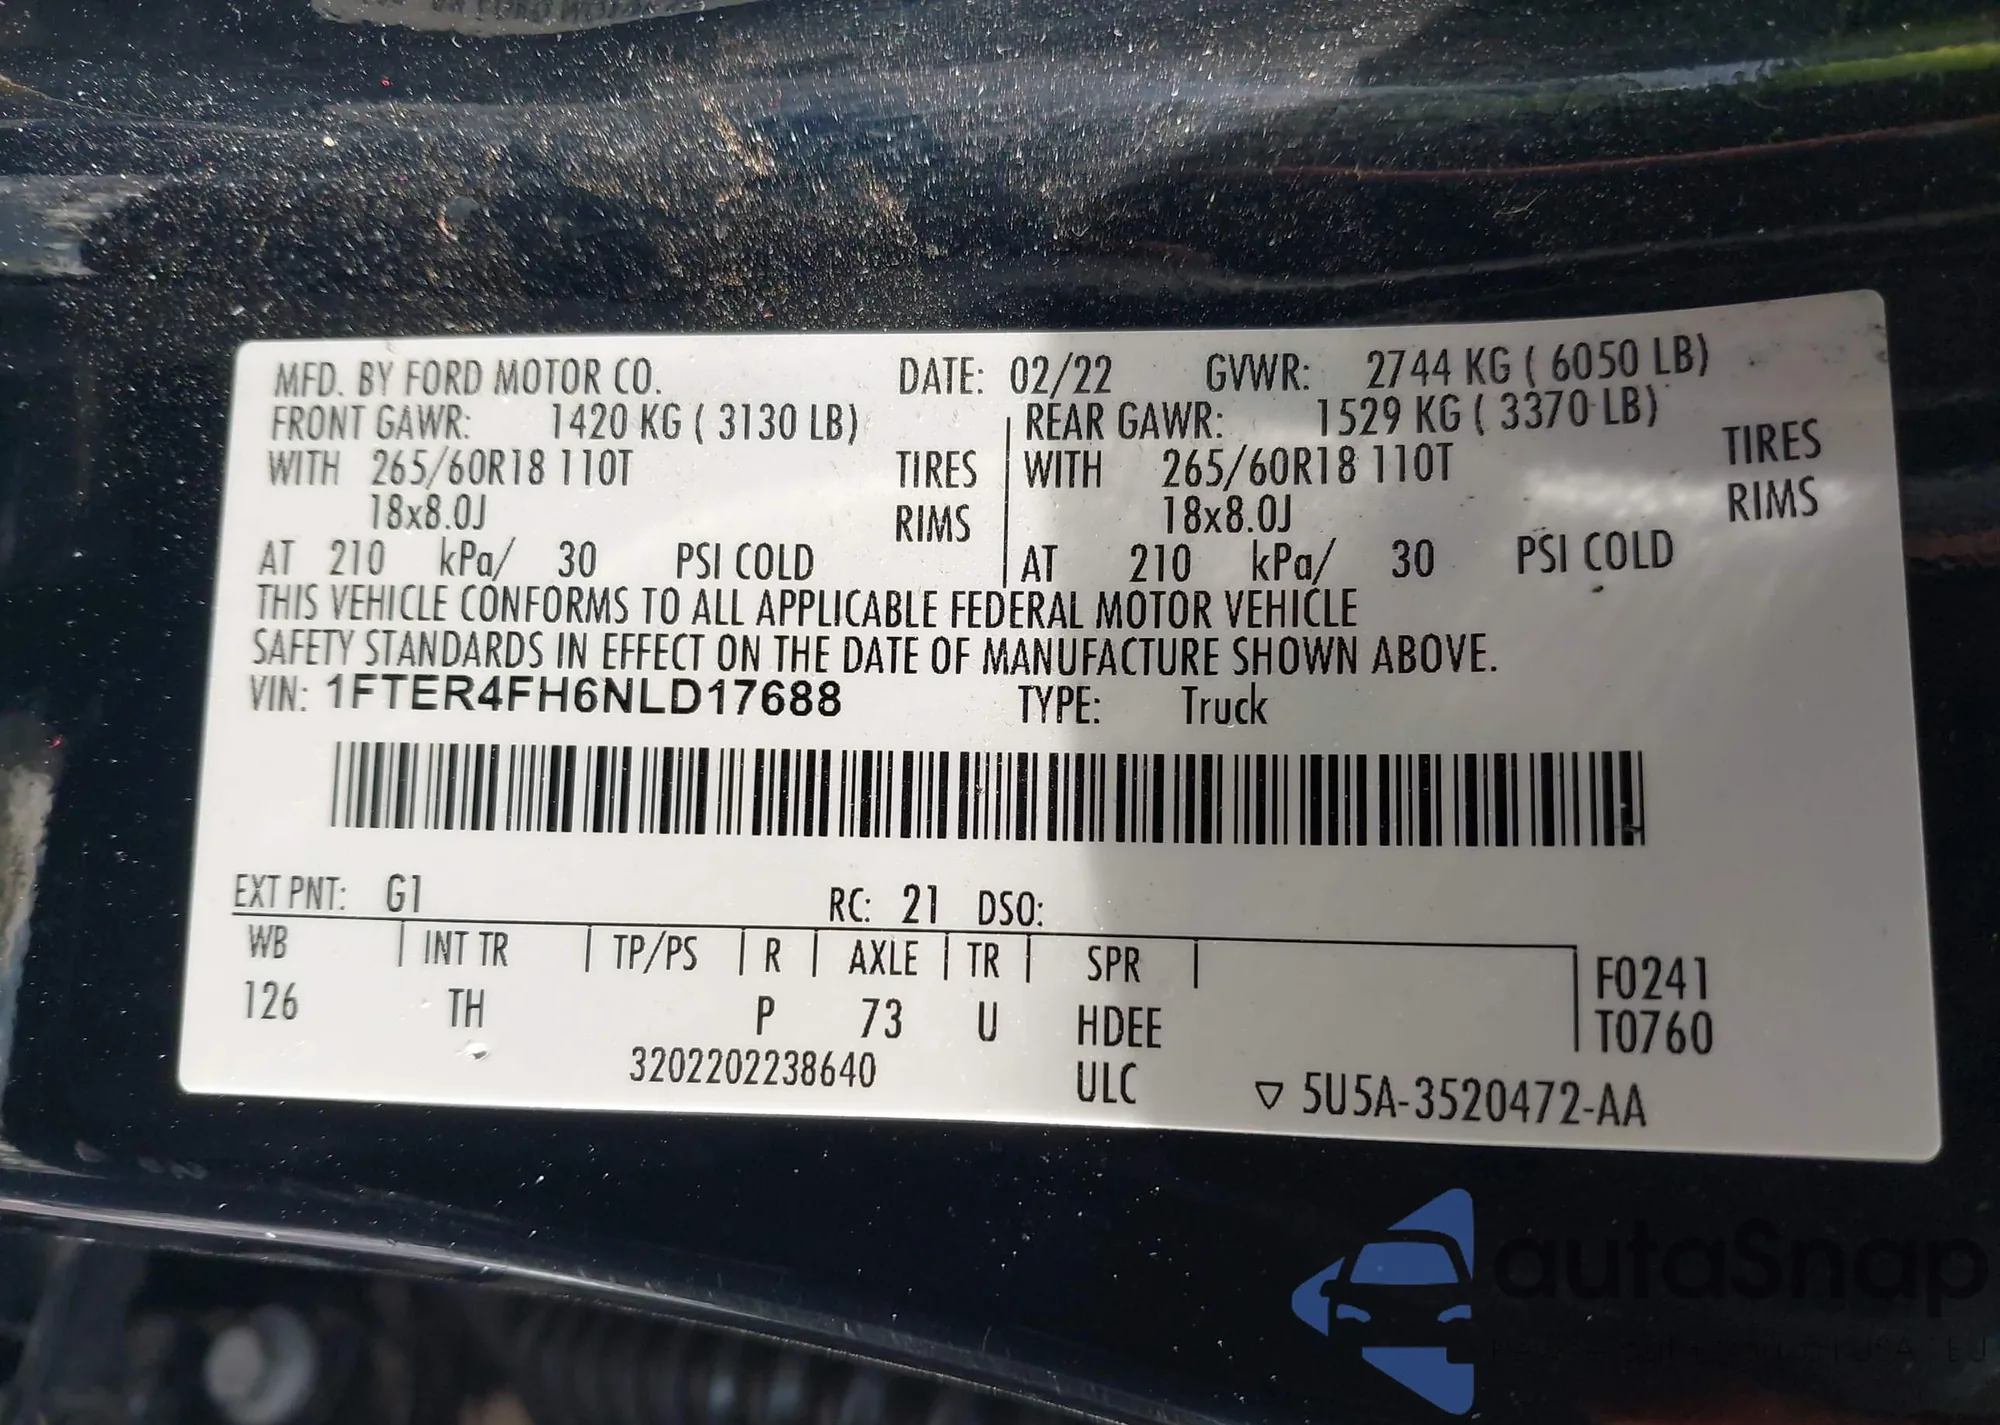 MFD. BY FORD MOTOR CO. DATE: 02/22 GVWR: 2744 KG ( 6050 LB)
FRONT GAWR: 1420 KG ( 3130 LB) REAR GAWR: 1529 KG ( 3370 LB)
WITH 265/60R18 110T TIRES WITH 265/60R18 110T TIRES
18x8.0J RIMS 18x8.0J RIMS
AT 210 kPa/ 30 PSI COLD AT 210 kPa/ 30 PSI COLD
THIS VEHICLE CONFORMS TO ALL APPLICABLE FEDERAL MOTOR VEHICLE
SAFETY STANDARDS IN EFFECT ON THE DATE OF MANUFACTURE SHOWN ABOVE.
VIN: 1FTER4FH6NLD17688 TYPE: Truck
EXT PNT: G1 RC: 21 DSO:
WB INT TR TP/PS R AXLE TR SPR F0241
126 TH P 73 U HDEE T0760
3202202238640 ULC ▽ 5U5A-3520472-AA
autaSnap